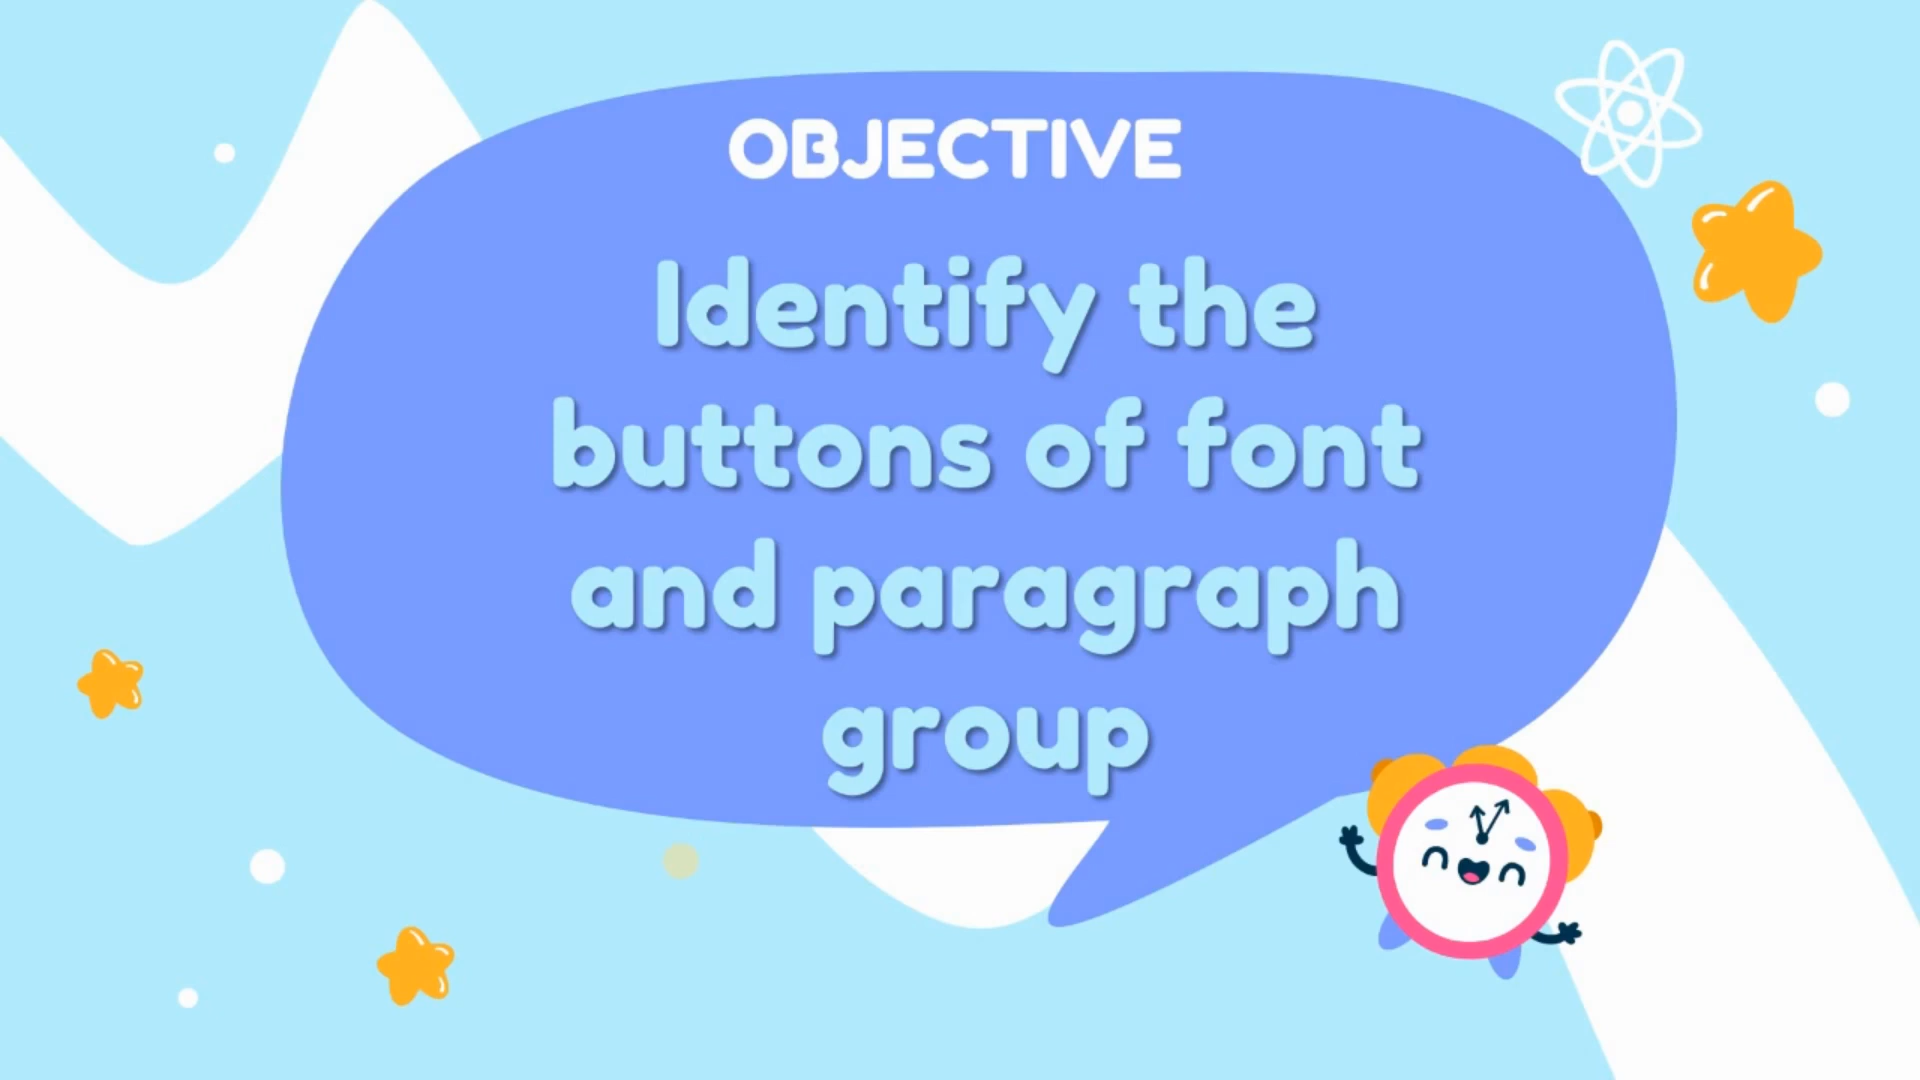 OBJECTIVE
Identify the
buttons of font
and paragraph
group